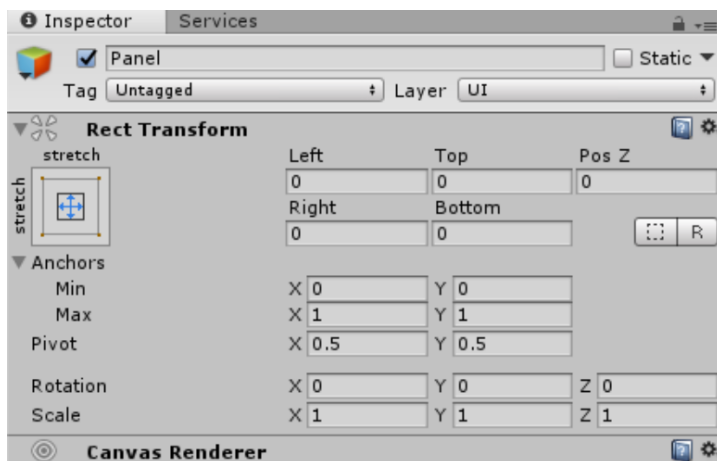 Inspector Services
Panel Static
Tag Untagged Layer UI
Rect Transform
stretch Left Top Pos Z
stretch 0 0 0
Right Bottom
0 0 R
Anchors
Min X 0 Y 0
Max X 1 Y 1
Pivot X 0.5 Y 0.5
Rotation X 0 Y 0 Z 0
Scale X 1 Y 1 Z 1
Canvas Renderer